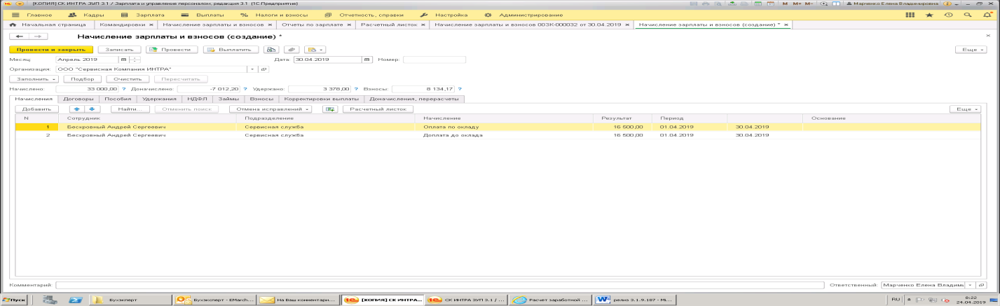 [КОПИЯ] СК ИНТРА ЗУП 3.1 / Зарплата и управление персоналом, редакция 3.1 (1С:Предприятие) M M+ M- Марченко Елена Владимировна
Главное Кадры Зарплата Выплаты % Налоги и взносы Отчетность, справки Настройка Администрирование
Начальная страница Командировки × Начисление зарплаты и взносов × Отчеты по зарплате × Расчетный листок × Начисление зарплаты и взносов 00ЗК-000032 от 30.04.2019 × Начисление зарплаты и взносов (создание) * ×
Начисление зарплаты и взносов (создание) *
Провести и закрыть Записать Провести Выплатить Еще
Месяц: Апрель 2019 Дата: 30.04.2019 Номер:
Организация: ООО "Сервисная Компания ИНТРА"
Заполнить Подбор Очистить Пересчитать
Начислено: 33 000,00 ? Доначислено: -7 012,20 ? Удержано: 3 378,00 ? Взносы: 8 134,17 ?
Начисления Договоры Пособия Удержания НДФЛ Займы Взносы Корректировки выплаты Доначисления, перерасчеты
Добавить Найти... Отменить поиск Отмена исправлений Расчетный листок Еще
N Сотрудник Подразделение Начисление Результат Период Основание
1 Бескровный Андрей Сергеевич Сервисная служба Оплата по окладу 16 500,00 01.04.2019 30.04.2019
2 Бескровный Андрей Сергеевич Сервисная служба Доплата до оклада 16 500,00 01.04.2019 30.04.2019
Комментарий: Ответственный: Марченко Елена Владими
Пуск Бухэксперт Бухэксперт - EMarch... На Ваш комментари... [КОПИЯ] СК ИНТРА... СК ИНТРА ЗУП 3.1 / ... Расчет заработной ... релиз 3.1.9.187 - Mi... RU 8:22
24.04.2019